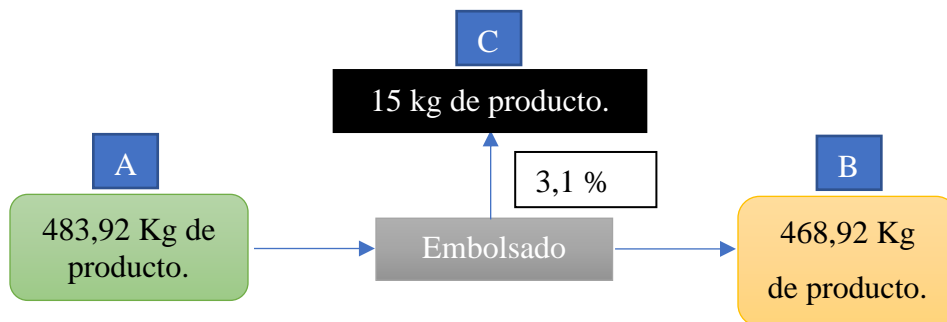 C
15 kg de producto.
A
3,1 %
B
483,92 Kg de
producto.
Embolsado
468,92 Kg
de producto.